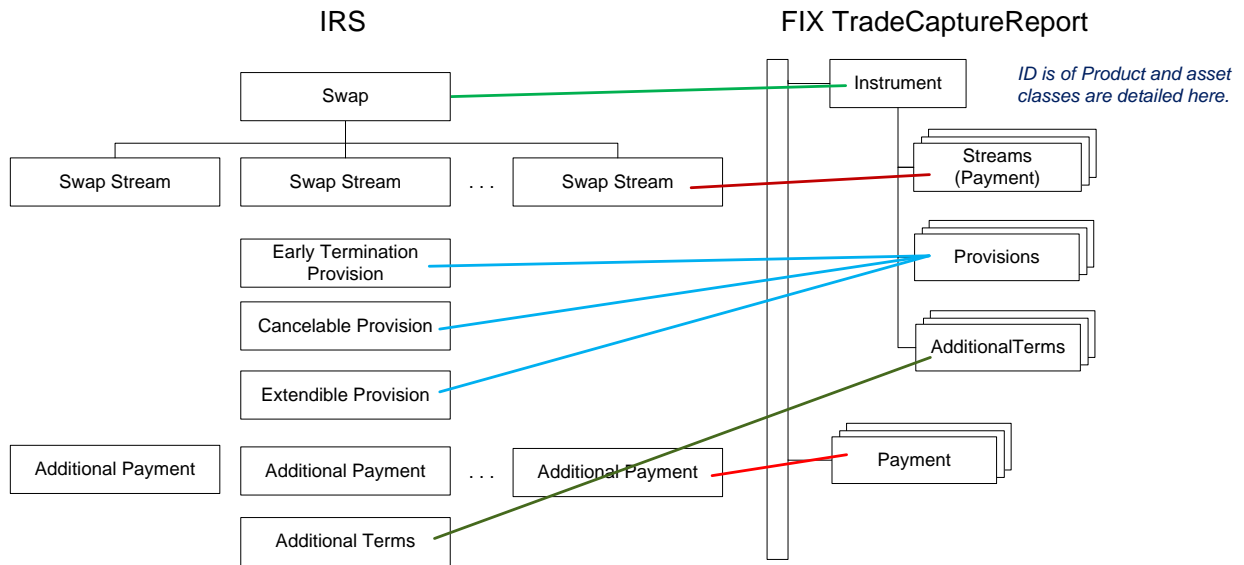 IRS
FIX TradeCaptureReport
Swap
Instrument
ID is of Product and asset
classes are detailed here.
Swap Stream
Swap Stream
. . .
Swap Stream
Streams
(Payment)
Early Termination
Provision
Provisions
Cancelable Provision
AdditionalTerms
Extendible Provision
Additional Payment
Additional Payment
. . .
Additional Payment
Payment
Additional Terms